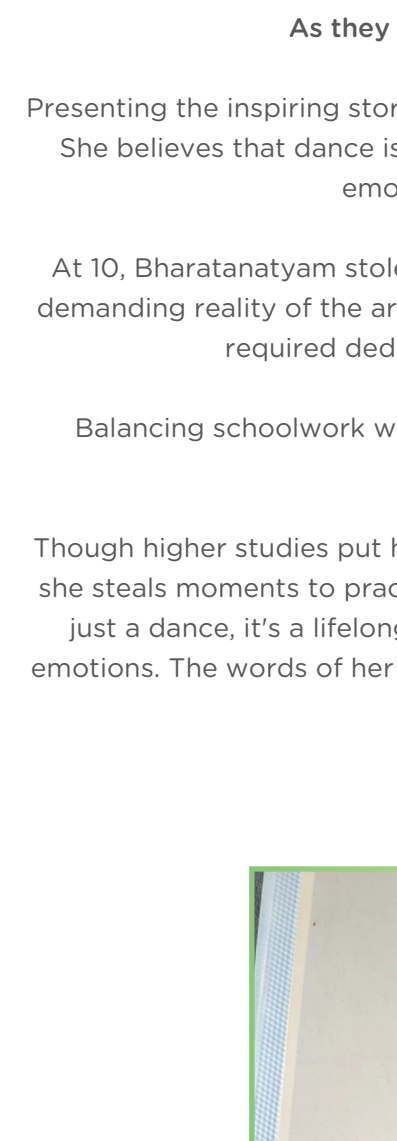 As they
Presenting the inspiring stor
She believes that dance is
emo
At 10, Bharatanatyam stole
demanding reality of the ar
required ded
Balancing schoolwork w
Though higher studies put h
she steals moments to prac
just a dance, it's a lifelong
emotions. The words of her